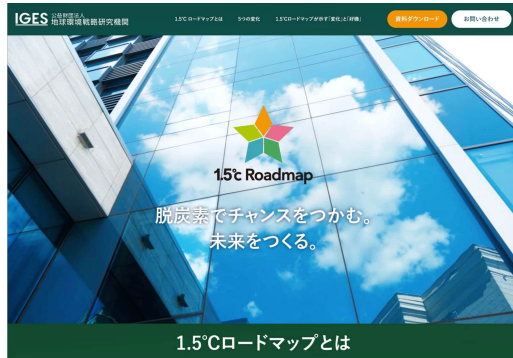 IGES 公益財団法人
地球環境戦略研究機関
1.5℃ ロードマップとは
5つの変化
1.5℃ロードマップが示す「変化」と「好機」
資料ダウンロード
お問い合わせ
1.5℃ Roadmap
脱炭素でチャンスをつかむ。
未来をつくる。
1.5℃ロードマップとは